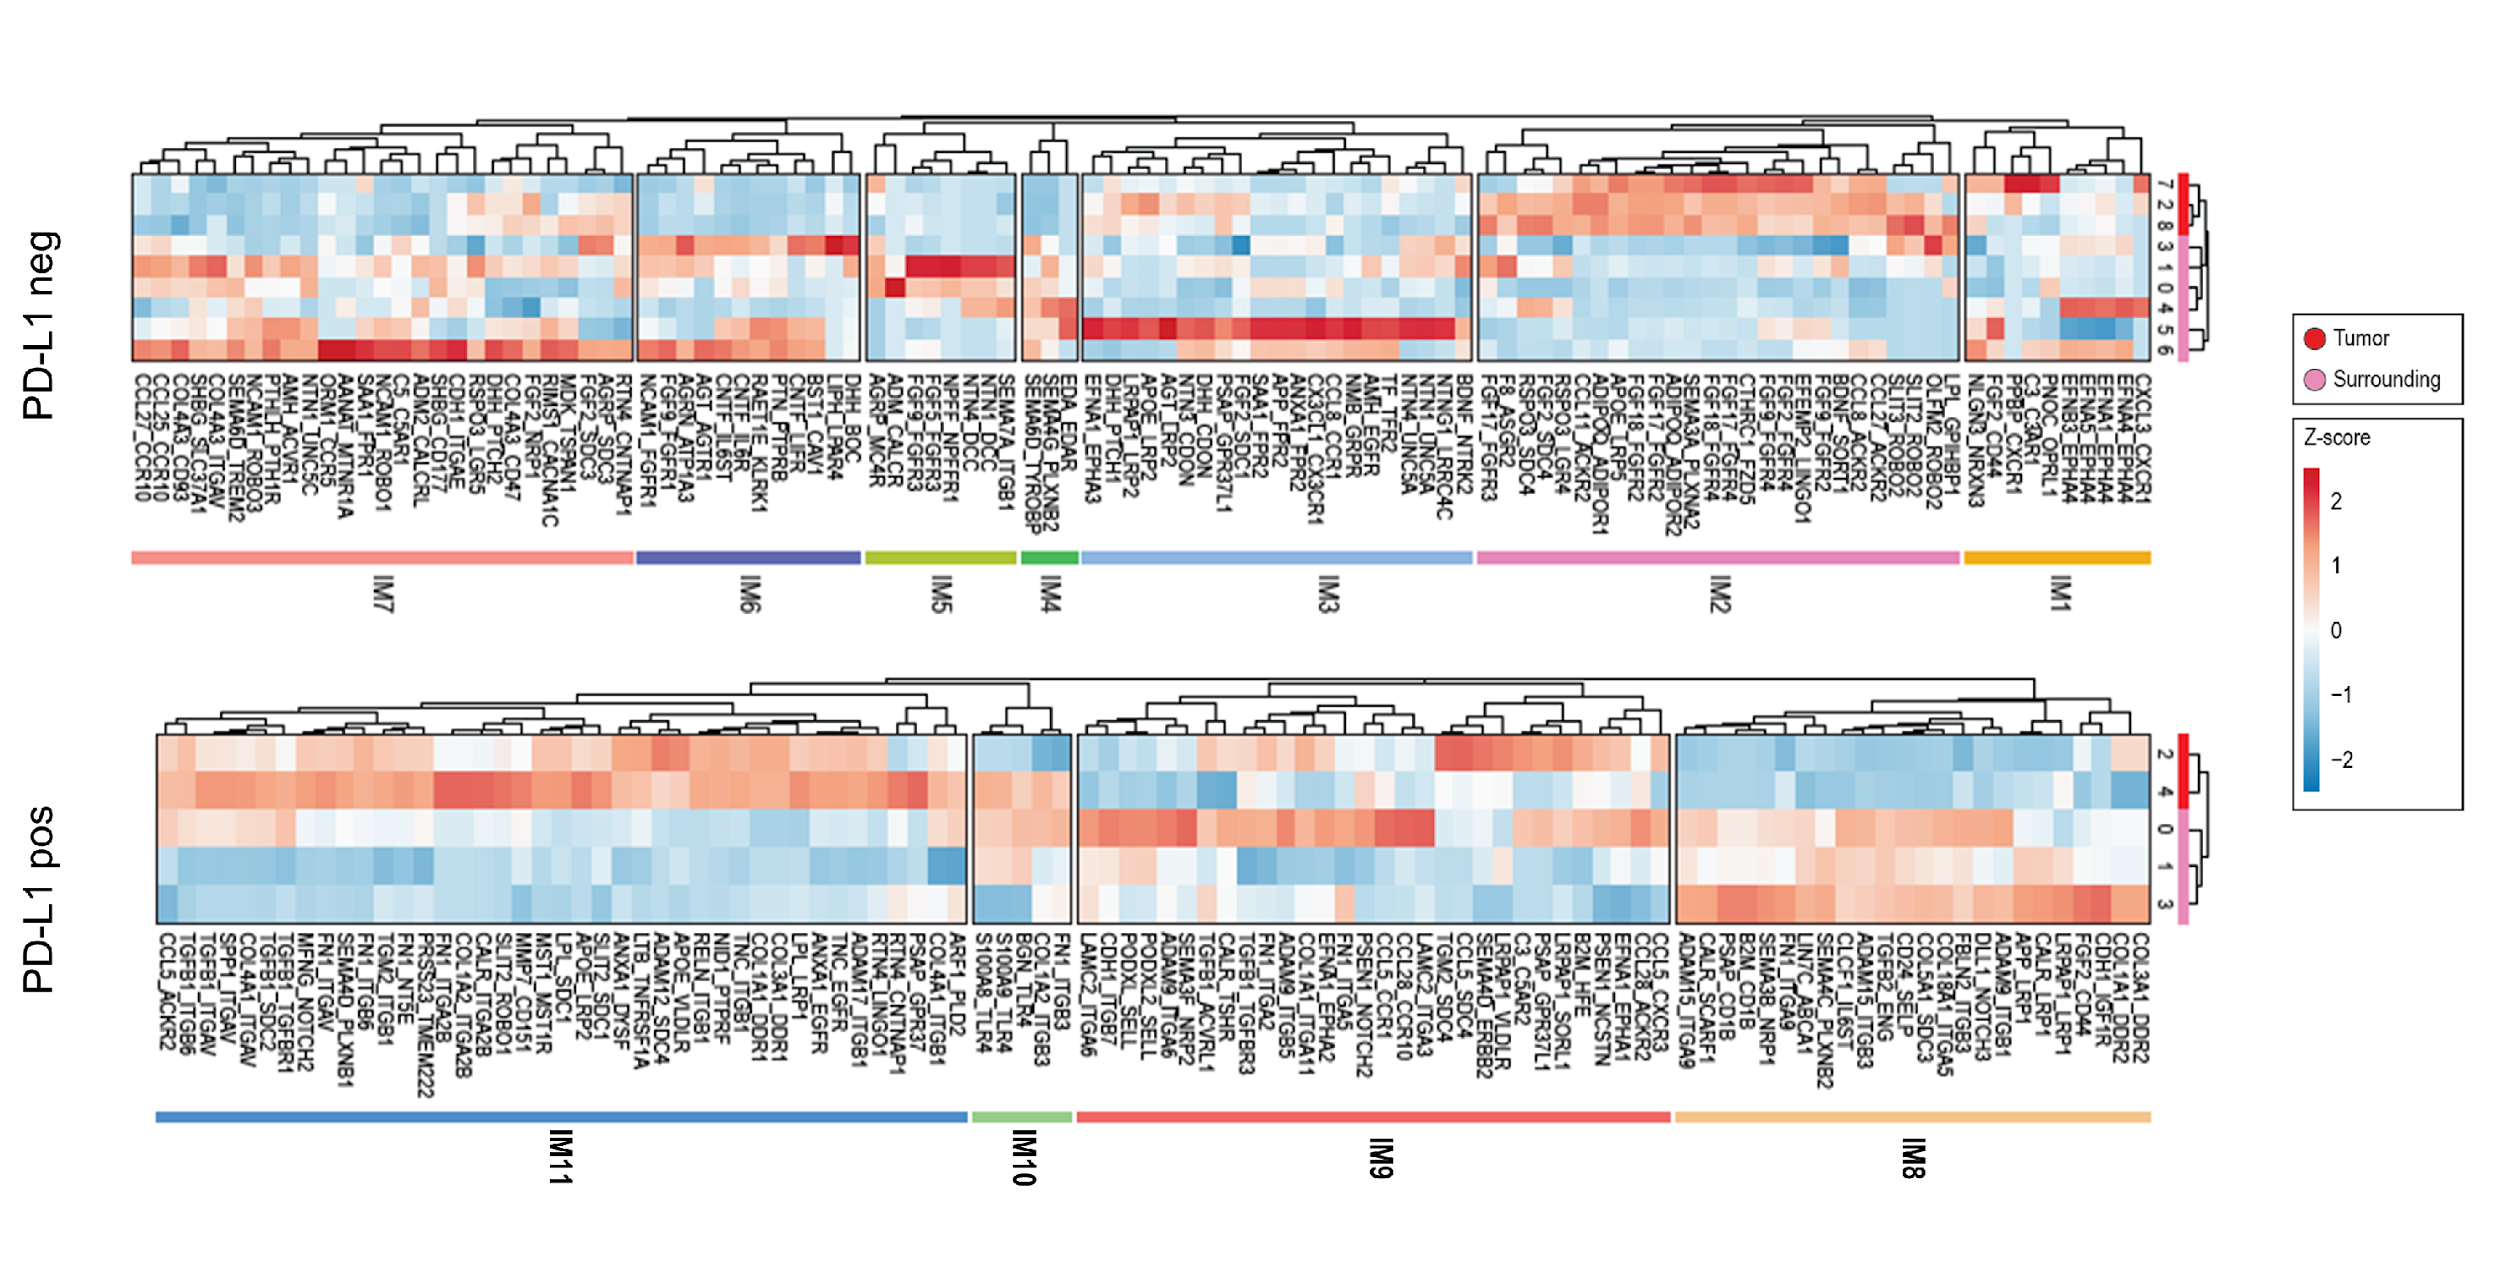 PD-L1 neg
7
2
8
3
1
0
4
5
6
CCL27_CCR10
CCL25_CCR10
COL4A3_CD93
SHBG_SLC37A1
COL4A3_ITGAV
SEMA6D_TREM2
NCAM1_ROBO3
PTHLH_PTH1R
AMH_ACVR1
NTN1_UNC5C
ORM1_CCR5
AANAT_MTNR1A
SAA1_FPR1
NCAM1_ROBO1
C5_C5AR1
ADM2_CALCRL
SHBG_CD177
CDH1_ITGAE
RSPO3_LGR5
DHH_PTCH2
COL4A3_CD47
FGF2_NRP1
RIMS1_CACNA1C
MDK_TSPAN1
FGF2_SDC3
AGRP_SDC3
RTN4_CNTNAP1
NCAM1_FGFR1
FGF9_FGFR1
AGRN_ATP1A3
AGT_AGTR1
CNTF_IL6ST
CNTF_IL6R
RAET1E_KLRK1
PTN_PTPRB
CNTF_LIFR
BST1_CAV1
LIPH_LPAR4
DHH_BOC
AGRP_MC4R
ADM_CALCR
FGF9_FGFR3
FGF5_FGFR3
NPFF_NPFFR1
NTN4_DCC
NTN1_DCC
SEMA7A_ITGB1
SEMA6D_TYROBP
SEMA4G_PLXNB2
EDA_EDAR
EFNA1_EPHA3
DHH_PTCH1
LRPAP1_LRP2
APOE_LRP2
AGT_LRP2
NTN3_CDON
DHH_CDON
PSAP_GPR37L1
FGF2_SDC1
SAA1_FPR2
APP_FPR2
ANXA1_FPR2
CX3CL1_CX3CR1
CCL8_CCR1
NMB_GRPR
AMH_EGFR
TF_TFR2
NTN4_UNC5A
NTN1_UNC5A
NTNG1_LRRC4C
BDNF_NTRK2
FGF17_FGFR3
F8_ASGR2
RSPO3_SDC4
FGF2_SDC4
RSPO3_LGR4
CCL11_ACKR2
ADIPOQ_ADIPOR1
APOE_LRP5
FGF18_FGFR2
FGF17_FGFR2
ADIPOQ_ADIPOR2
SEMA3A_PLXNA2
FGF18_FGFR4
FGF17_FGFR4
CTHRC1_FZD5
FGF9_FGFR4
FGF2_FGFR4
EFEMP2_LINGO1
FGF9_FGFR2
BDNF_SORT1
CCL8_ACKR2
CCL27_ACKR2
SLIT3_ROBO2
SLIT2_ROBO2
OLFM2_ROBO2
LPL_GPIHBP1
NLGN3_NRXN3
FGF2_CD44
PPBP_CXCR1
C3_C3AR1
PNOC_OPRL1
EFNB3_EPHA4
EFNA5_EPHA4
EFNA1_EPHA4
EFNA4_EPHA4
CXCL3_CXCR1
IM7
IM6
IM5
IM4
IM3
IM2
IM1
PD-L1 pos
2
4
0
1
3
CCL5_ACKR2
TGFB1_ITGB6
TGFB1_ITGAV
SPP1_ITGAV
COL4A1_ITGAV
TGFB1_SDC2
TGFB1_TGFBR1
MFNG_NOTCH2
FN1_ITGAV
SEMA4D_PLXNB1
FN1_ITGB6
TGM2_ITGB1
FN1_NT5E
PRSS23_TMEM222
FN1_ITGA2B
COL1A2_ITGA2B
CALR_ITGA2B
SLIT2_ROBO1
MMP7_CD151
MST1_MST1R
LPL_SDC1
APOE_LRP2
SLIT2_SDC1
ANXA1_DYSF
LTB_TNFRSF1A
ADAM12_SDC4
APOE_VLDLR
RELN_ITGB1
NID1_PTPRF
TNC_ITGB1
COL1A1_DDR1
COL3A1_DDR1
LPL_LRP1
ANXA1_EGFR
TNC_EGFR
ADAM17_ITGB1
RTN4_LINGO1
RTN4_CNTNAP1
PSAP_GPR37
COL4A1_ITGB1
ARF1_PLD2
S100A8_TLR4
S100A9_TLR4
BGN_TLR4
COL1A2_ITGB3
FN1_ITGB3
LAMC2_ITGA6
CDH1_ITGB7
PODXL_SELL
PODXL2_SELL
ADAM9_ITGA6
SEMA3F_NRP2
TGFB1_ACVRL1
CALR_TSHR
TGFB1_TGFBR3
FN1_ITGA2
ADAM9_ITGB5
COL1A1_ITGA11
EFNA1_EPHA2
FN1_ITGA5
PSEN1_NOTCH2
CCL5_CCR1
CCL28_CCR10
LAMC2_ITGA3
TGM2_SDC4
CCL5_SDC4
SEMA4D_ERBB2
LRPAP1_VLDLR
C3_C5AR2
PSAP_GPR37L1
LRPAP1_SORL1
B2M_HFE
PSEN1_NCSTN
EFNA1_EPHA1
CCL28_ACKR2
CCL5_CXCR3
ADAM15_ITGA9
CALR_SCARF1
PSAP_CD1B
B2M_CD1B
SEMA3B_NRP1
FN1_ITGA9
LIN7C_ABCA1
SEMA4C_PLXNB2
CLCF1_IL6ST
ADAM15_ITGB3
TGFB2_ENG
CD24_SELP
COL5A1_SDC3
COL18A1_ITGA5
FBLN2_ITGB3
DLL1_NOTCH3
ADAM9_ITGB1
APP_LRP1
CALR_LRP1
LRPAP1_LRP1
FGF2_CD44
CDH1_IGF1R
COL1A1_DDR2
COL3A1_DDR2
IM11
IM10
IM9
IM8
Tumor
Surrounding
Z-score
2
1
0
−1
−2